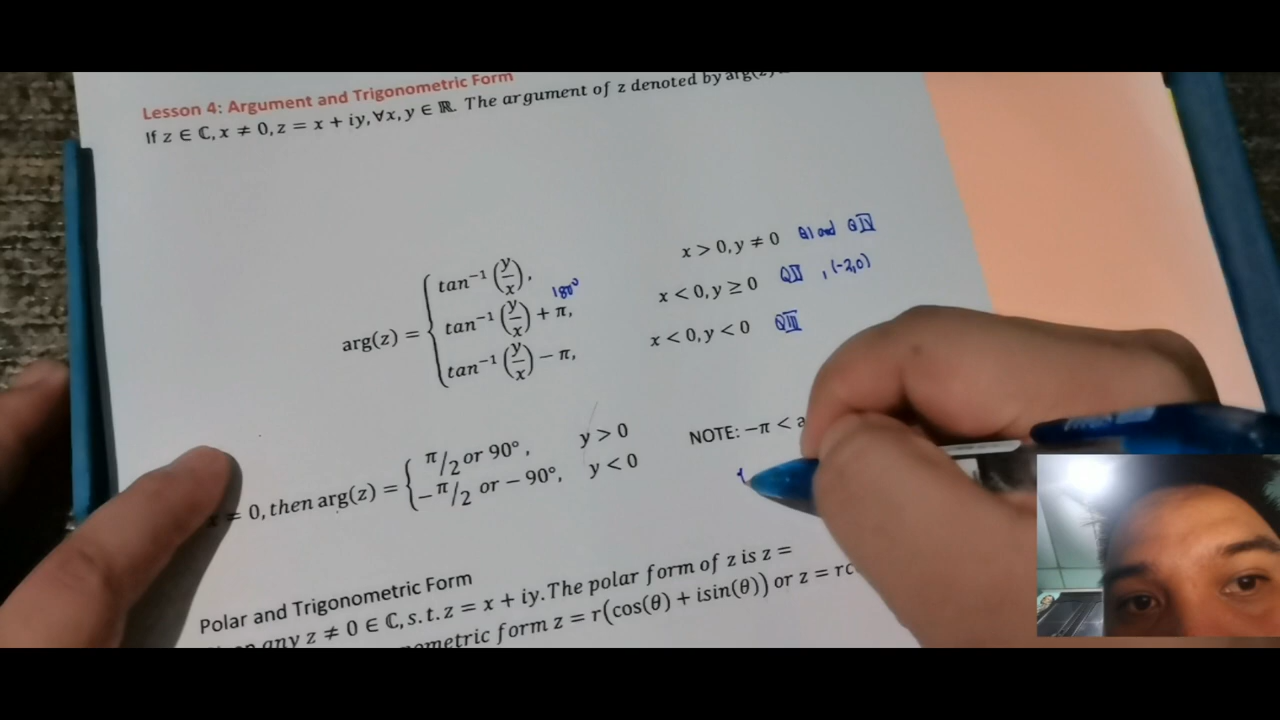 Lesson 4: Argument and Trigonometric Form
If z ∈ ℂ, x ≠ 0, z = x + iy, ∀x, y ∈ ℝ. The argument of z denoted by arg(z)
tan⁻¹(y/x), x > 0, y ≠ 0 QI and QIV
180°
arg(z) = tan⁻¹(y/x) + π, x < 0, y ≥ 0 QII , (-2,0)
tan⁻¹(y/x) − π, x < 0, y < 0 QIII
π/2 or 90°, y > 0 NOTE: −π <
= 0, then arg(z) = −π/2 or − 90°, y < 0
Polar and Trigonometric Form
any z ≠ 0 ∈ ℂ, s.t. z = x + iy. The polar form of z is z =
form z = r(cos(θ) + isin(θ)) or z =